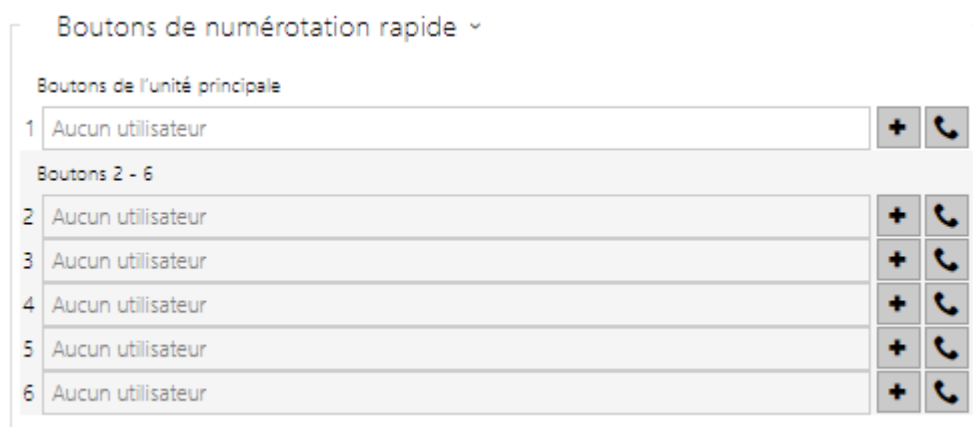 Boutons de numérotation rapide
Boutons de l'unité principale
1 Aucun utilisateur
Boutons 2 - 6
2 Aucun utilisateur
3 Aucun utilisateur
4 Aucun utilisateur
5 Aucun utilisateur
6 Aucun utilisateur